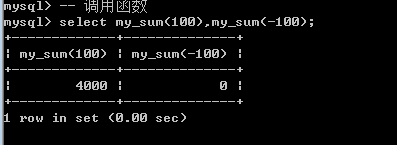 mysql> -- 调用函数
mysql> select my_sum(100),my_sum(-100);
+-------------+--------------+
¦ my_sum(100) ¦ my_sum(-100) ¦
+-------------+--------------+
¦        4000 ¦            0 ¦
+-------------+--------------+
1 row in set (0.00 sec)